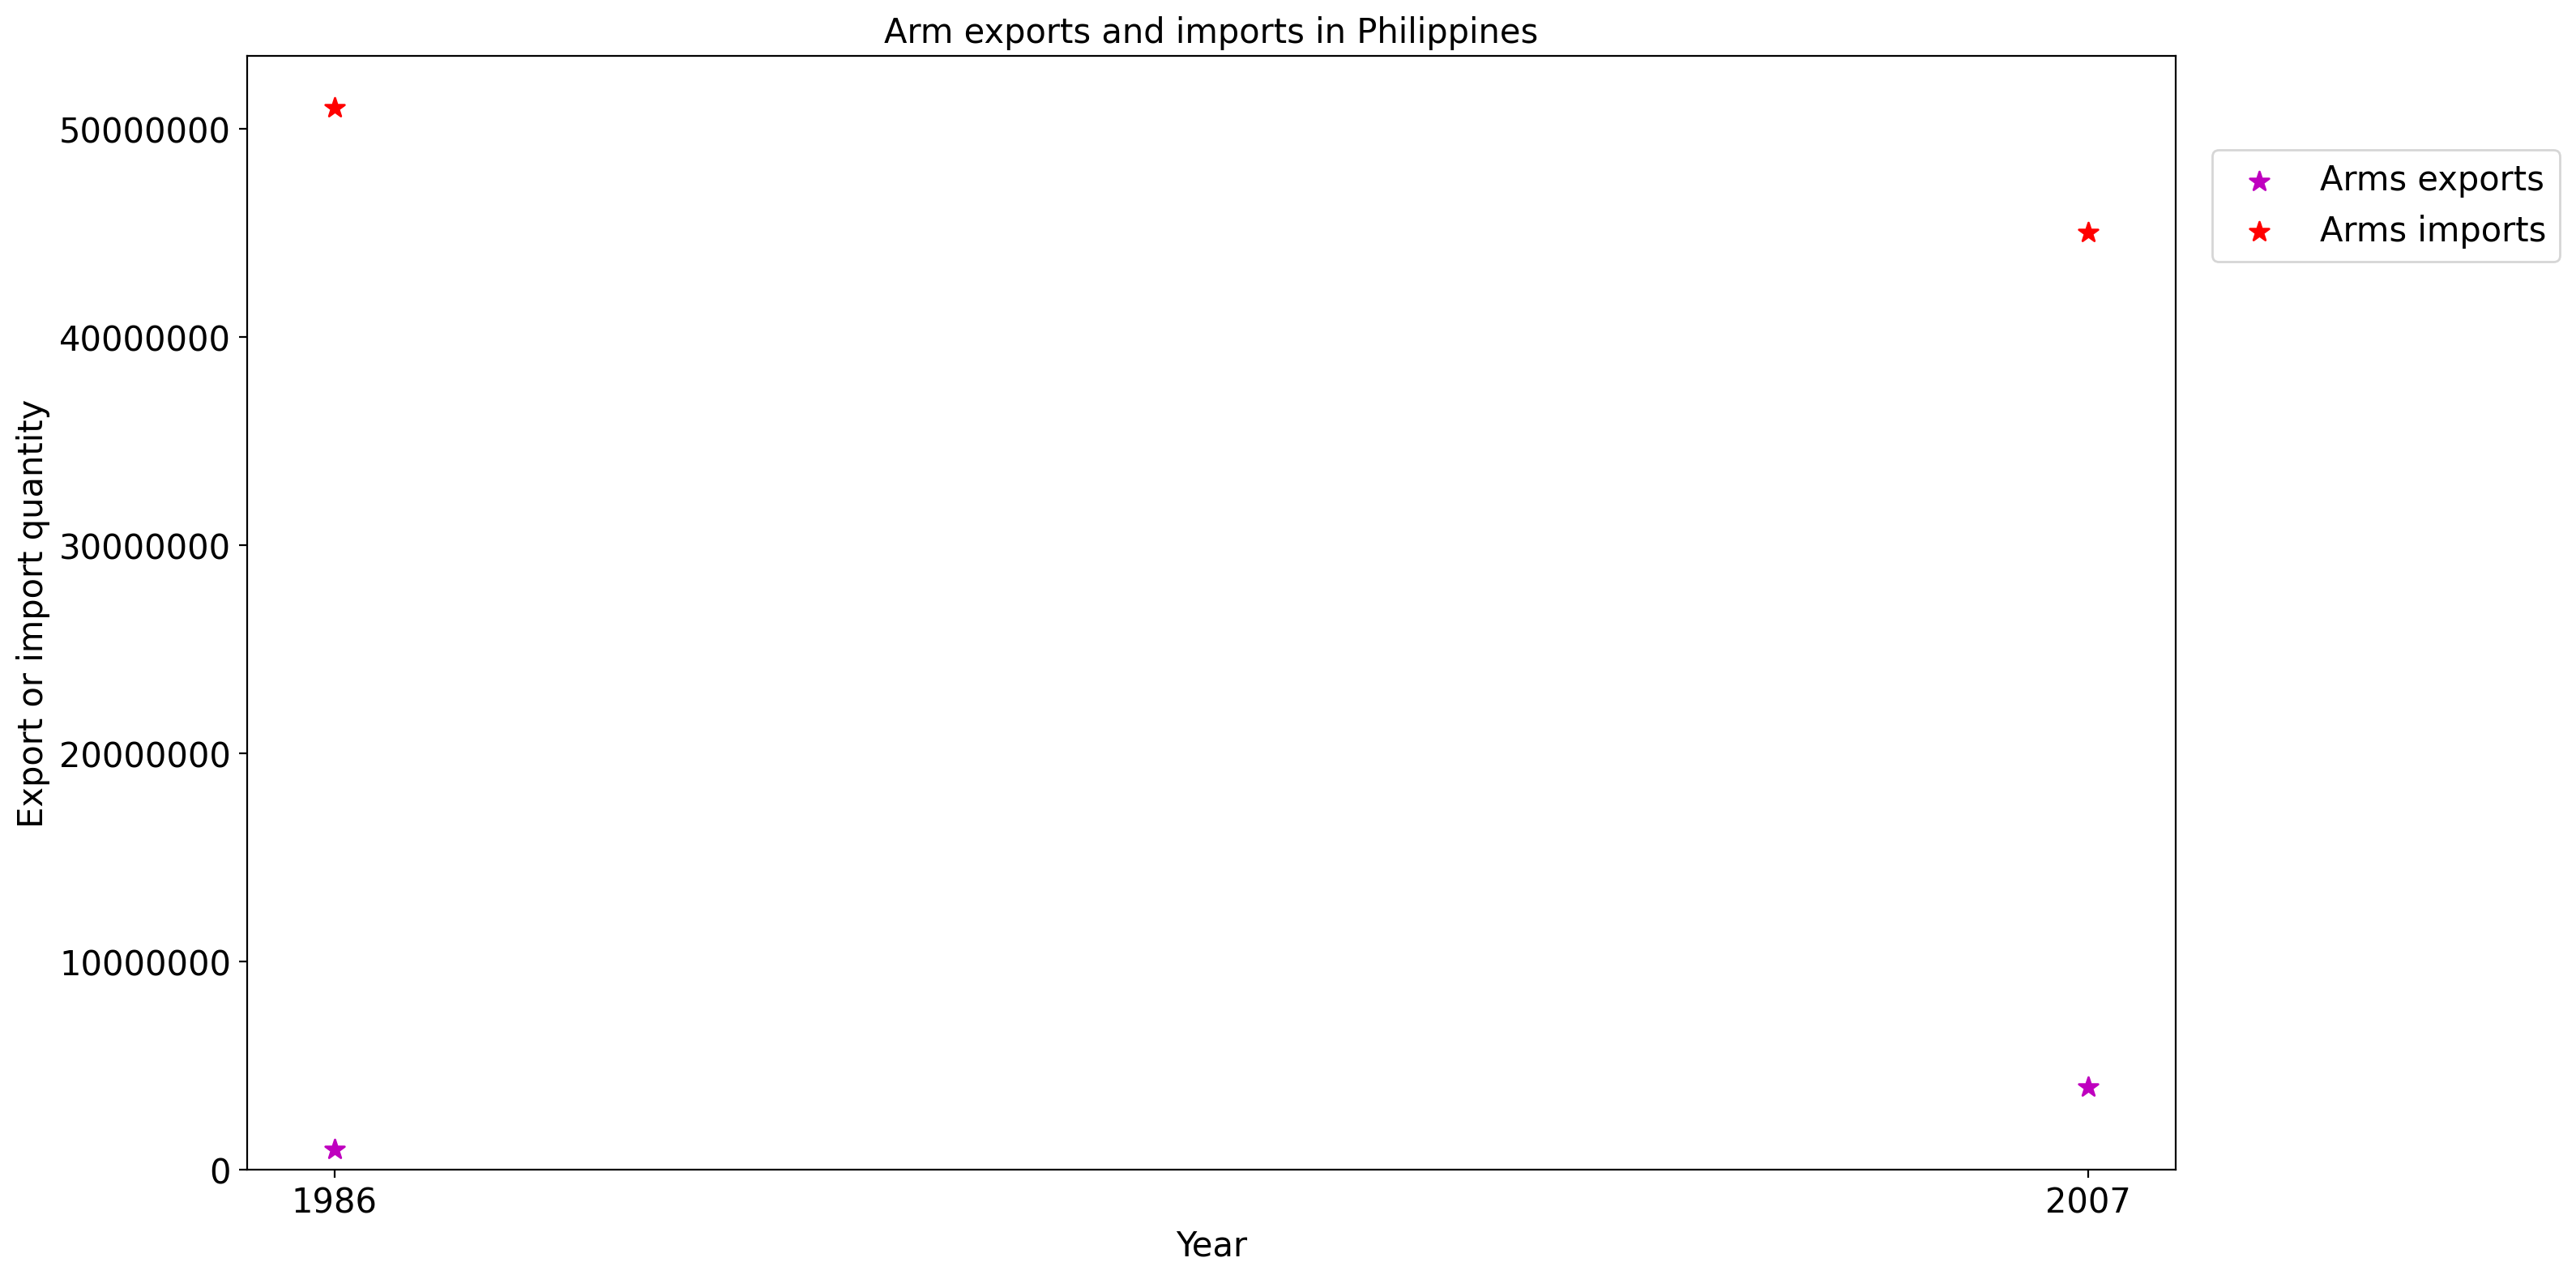 Arm exports and imports in Philippines
Export or import quantity
50000000
40000000
30000000
20000000
10000000
0
1986
2007
Year
Arms exports
Arms imports